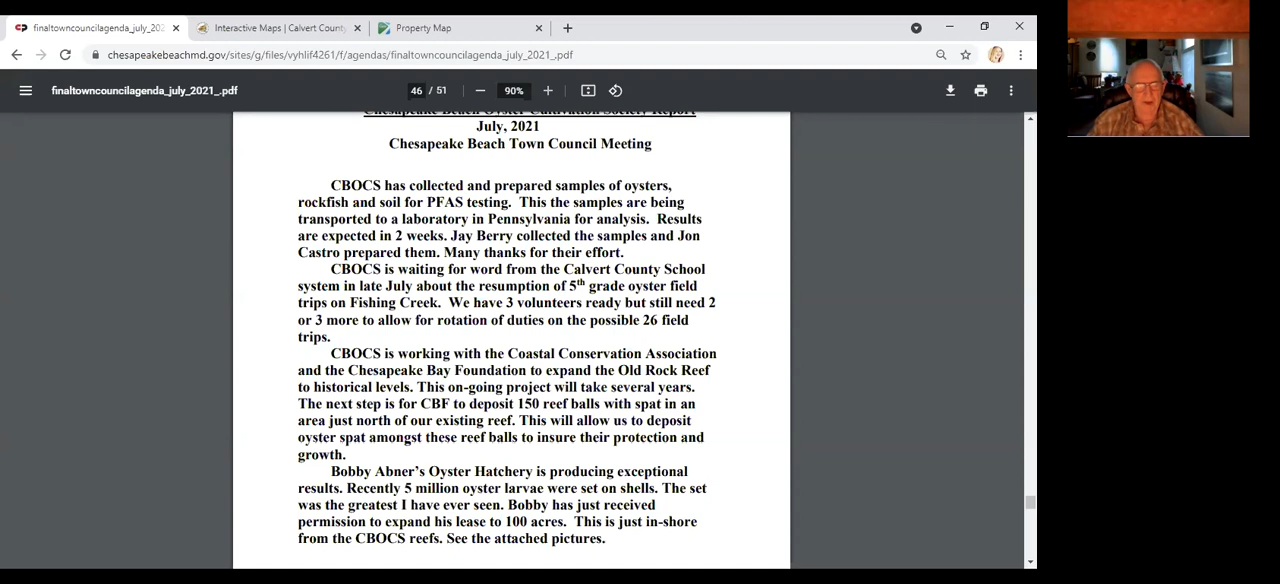 finaltowncouncilagenda_july_202
Interactive Maps | Calvert County
Property Map
chesapeakebeachmd.gov/sites/g/files/vyhlif4261/f/agendas/finaltowncouncilagenda_july_2021_.pdf
finaltowncouncilagenda_july_2021_.pdf
46 / 51
90%
Chesapeake Beach Oyster Cultivation Society Report
July, 2021
Chesapeake Beach Town Council Meeting
CBOCS has collected and prepared samples of oysters,
rockfish and soil for PFAS testing. This the samples are being
transported to a laboratory in Pennsylvania for analysis. Results
are expected in 2 weeks. Jay Berry collected the samples and Jon
Castro prepared them. Many thanks for their effort.
CBOCS is waiting for word from the Calvert County School
system in late July about the resumption of 5th grade oyster field
trips on Fishing Creek. We have 3 volunteers ready but still need 2
or 3 more to allow for rotation of duties on the possible 26 field
trips.
CBOCS is working with the Coastal Conservation Association
and the Chesapeake Bay Foundation to expand the Old Rock Reef
to historical levels. This on-going project will take several years.
The next step is for CBF to deposit 150 reef balls with spat in an
area just north of our existing reef. This will allow us to deposit
oyster spat amongst these reef balls to insure their protection and
growth.
Bobby Abner's Oyster Hatchery is producing exceptional
results. Recently 5 million oyster larvae were set on shells. The set
was the greatest I have ever seen. Bobby has just received
permission to expand his lease to 100 acres. This is just in-shore
from the CBOCS reefs. See the attached pictures.